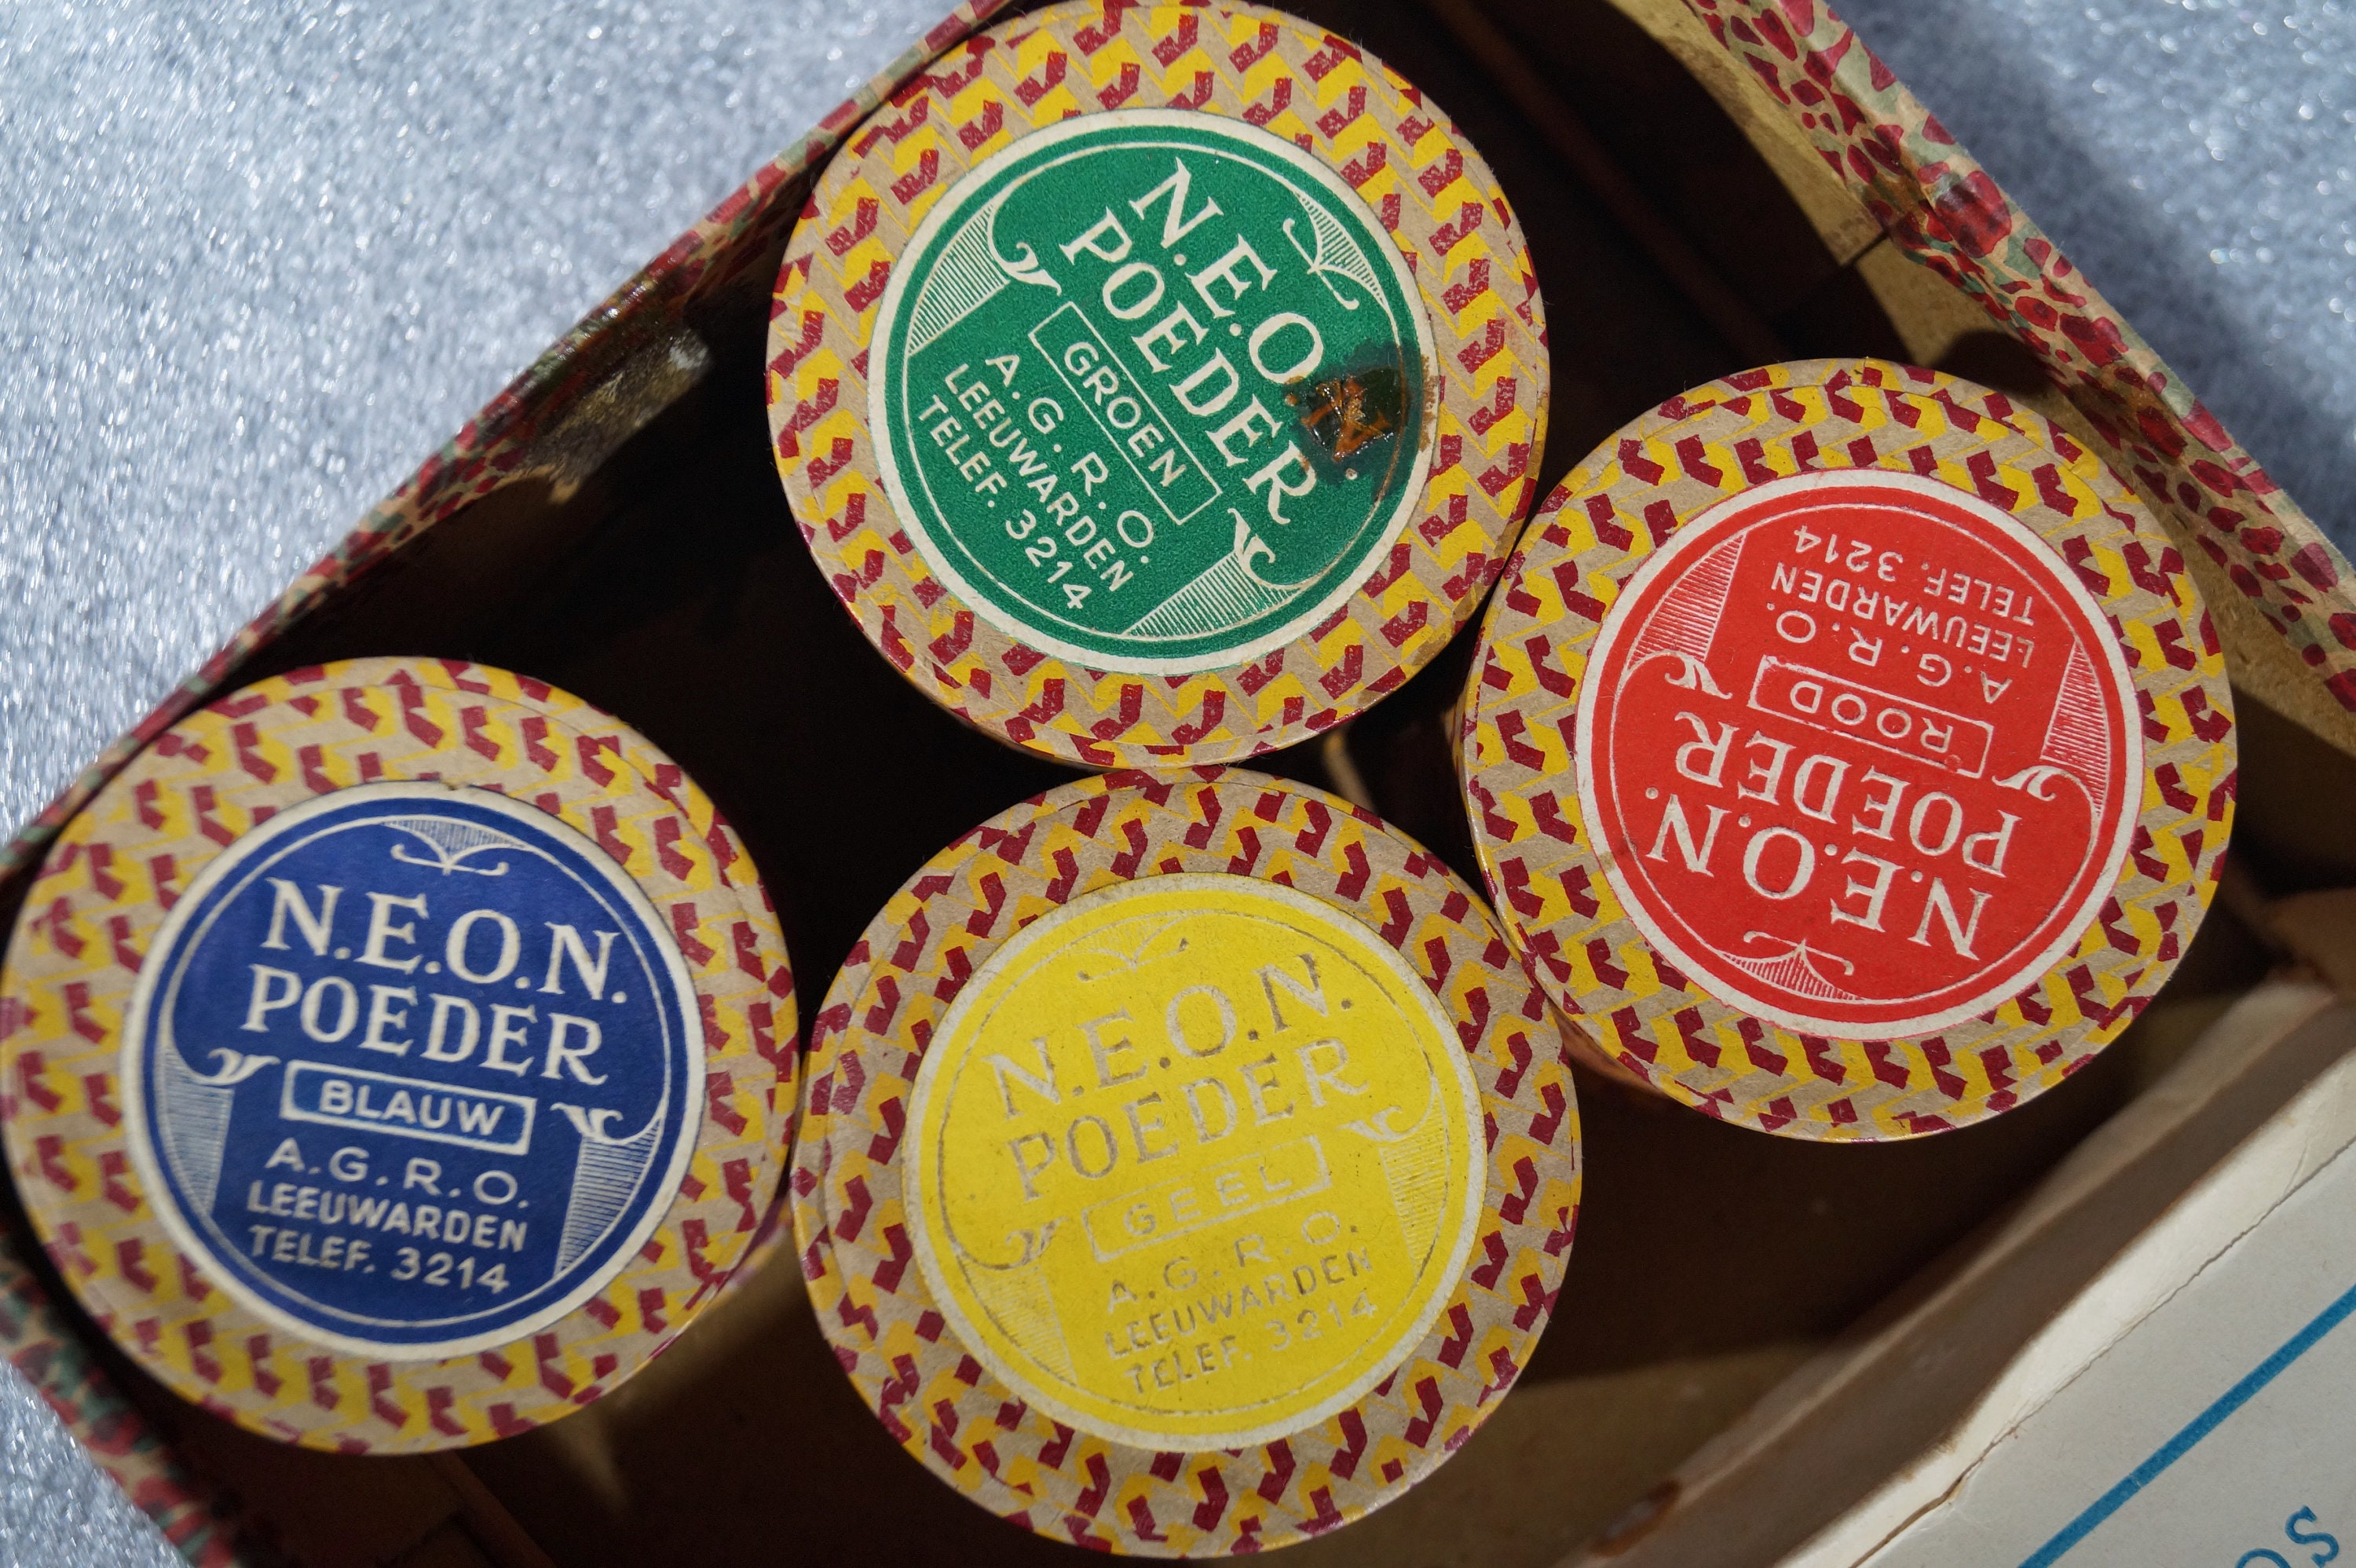 N.E.O.N.
POEDER
GROEN
A.G.R.O.
LEEUWARDEN
TELEF. 3214
N.E.O.N.
POEDER
ROOD
A.G.R.O.
LEEUWARDEN
TELEF. 3214
N.E.O.N.
POEDER
BLAUW
A.G.R.O.
LEEUWARDEN
TELEF. 3214
N.E.O.N.
POEDER
GEEL
A.G.R.O.
LEEUWARDEN
TELEF. 3214